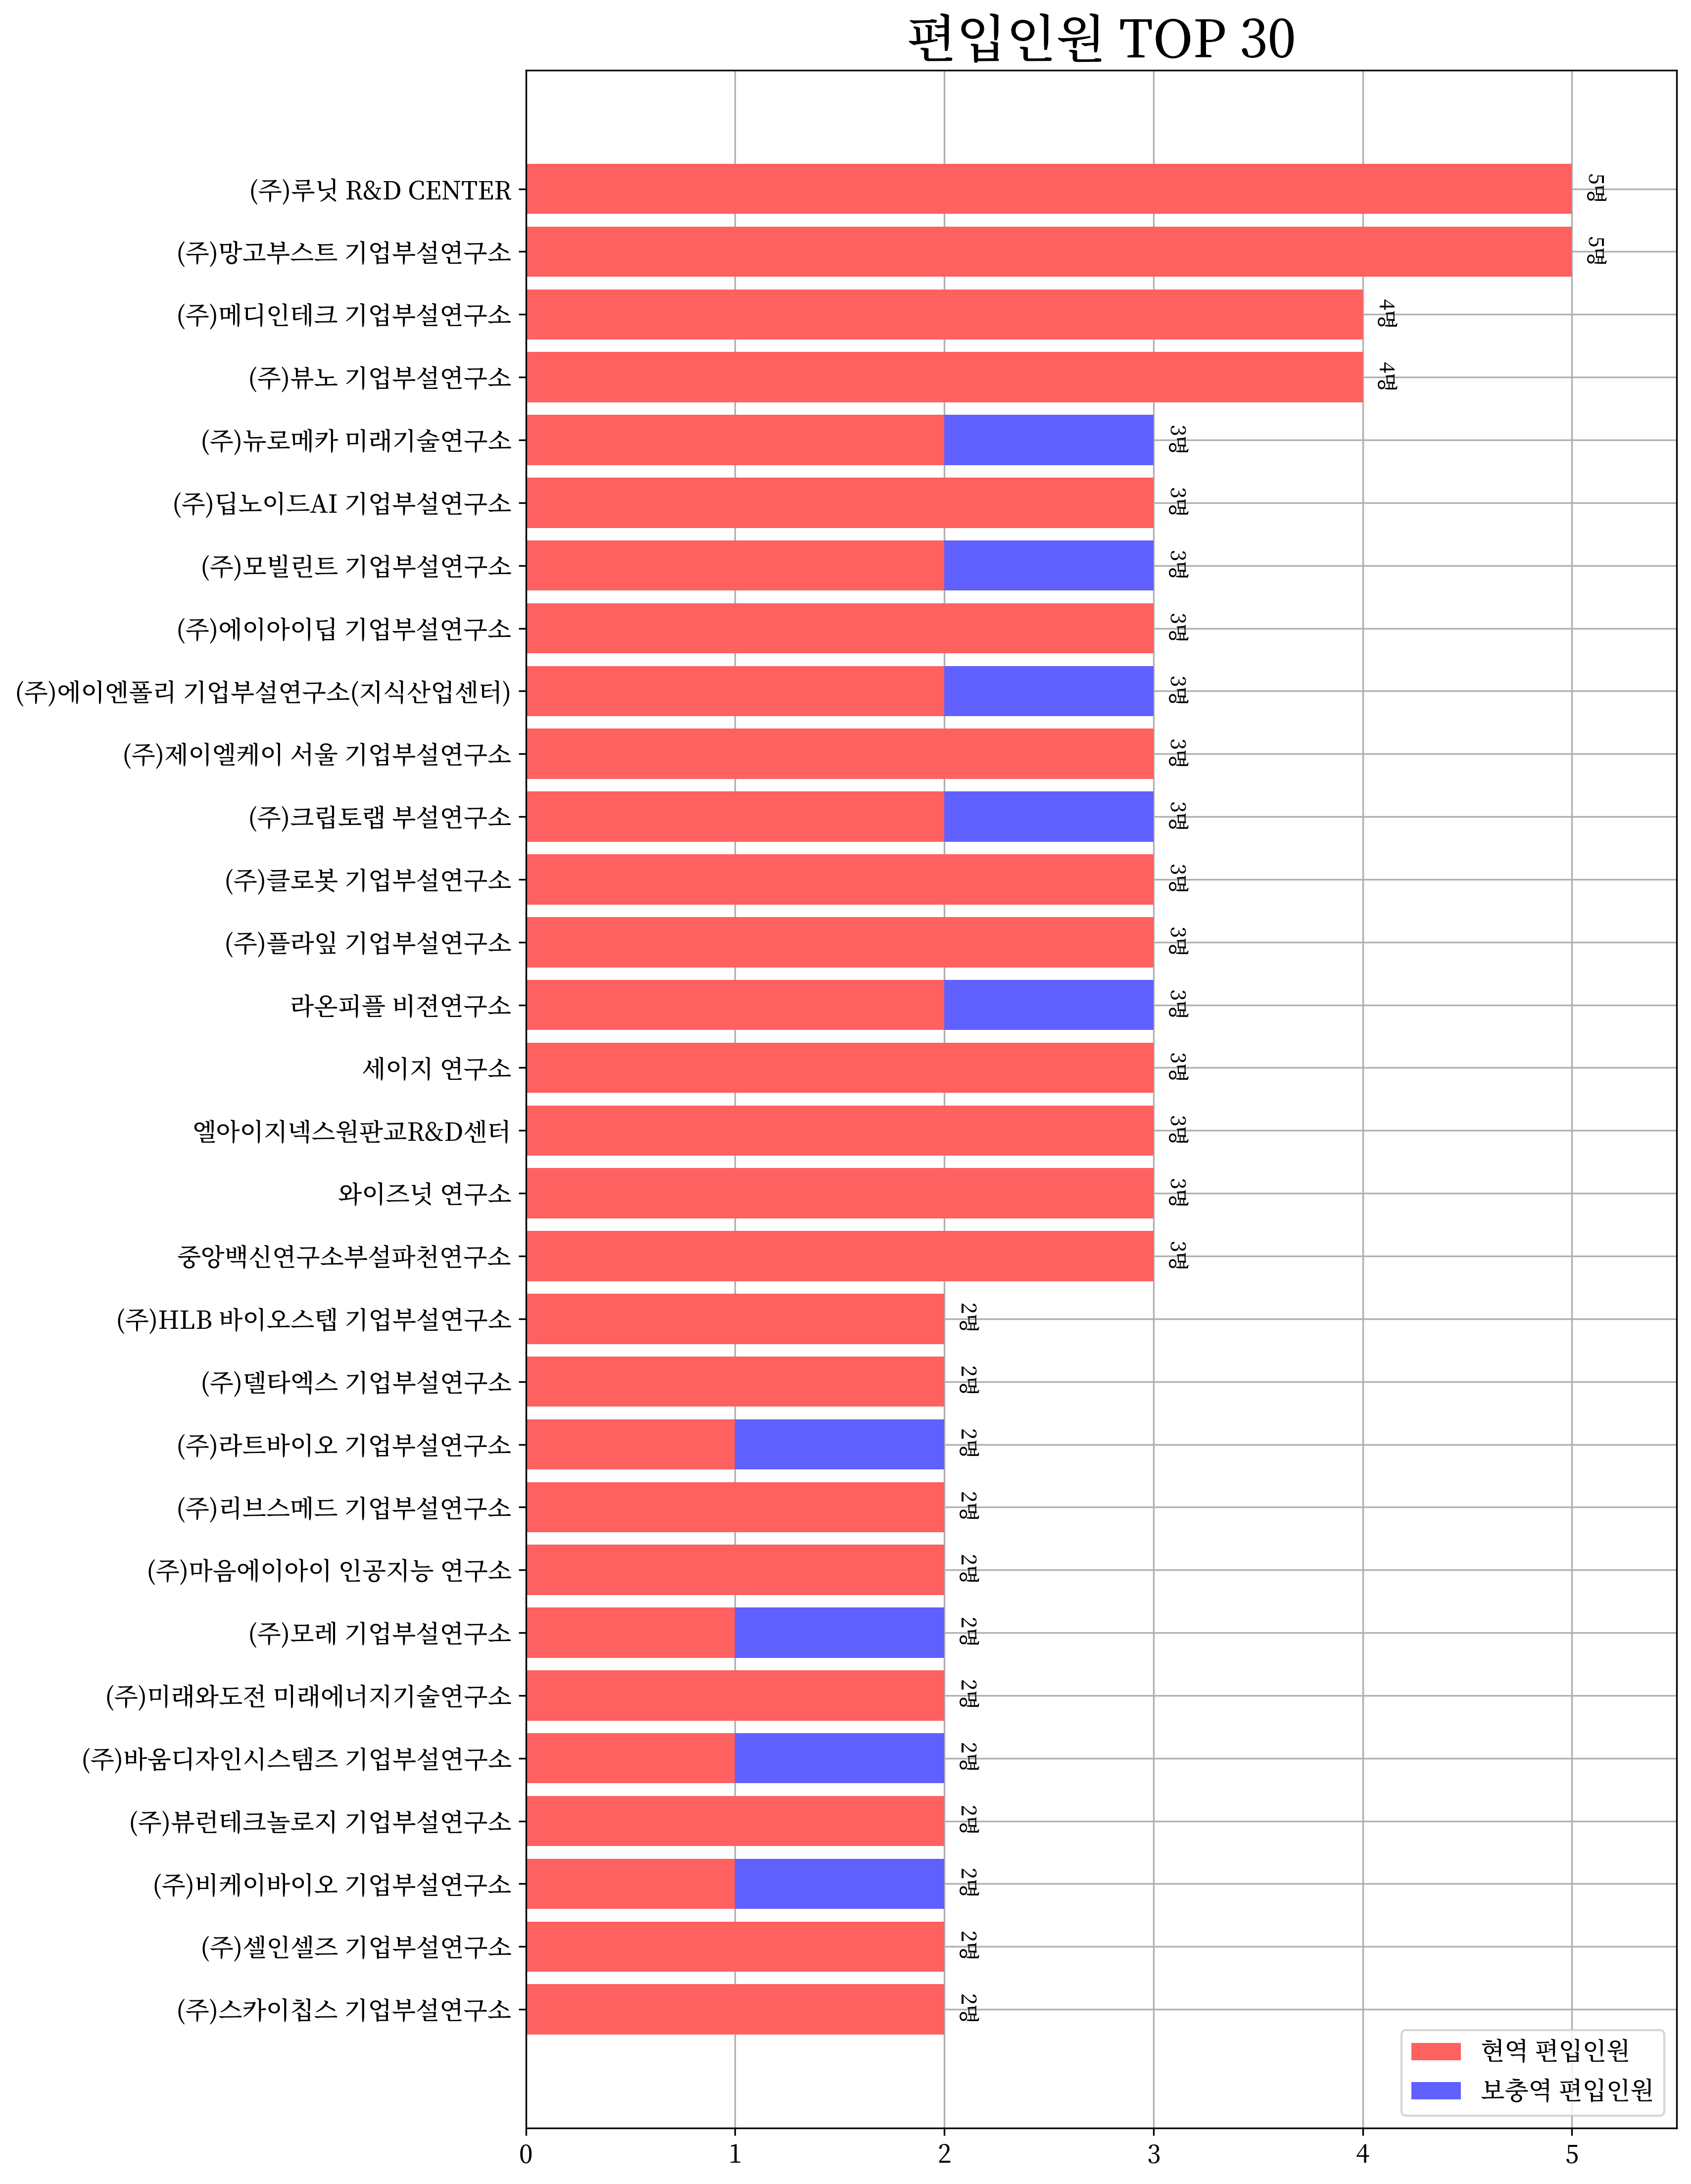 편입인원 TOP 30
(주)루닛 R&D CENTER
5명
(주)망고부스트 기업부설연구소
5명
(주)메디인테크 기업부설연구소
4명
(주)뷰노 기업부설연구소
4명
(주)뉴로메카 미래기술연구소
3명
(주)딥노이드AI 기업부설연구소
3명
(주)모빌린트 기업부설연구소
3명
(주)에이아이딥 기업부설연구소
3명
(주)에이엔폴리 기업부설연구소(지식산업센터)
3명
(주)제이엘케이 서울 기업부설연구소
3명
(주)크립토랩 부설연구소
3명
(주)클로봇 기업부설연구소
3명
(주)플라잎 기업부설연구소
3명
라온피플 비젼연구소
3명
세이지 연구소
3명
엘아이지넥스원판교R&D센터
3명
와이즈넛 연구소
3명
중앙백신연구소부설파천연구소
3명
(주)HLB 바이오스텝 기업부설연구소
2명
(주)델타엑스 기업부설연구소
2명
(주)라트바이오 기업부설연구소
2명
(주)리브스메드 기업부설연구소
2명
(주)마음에이아이 인공지능 연구소
2명
(주)모레 기업부설연구소
2명
(주)미래와도전 미래에너지기술연구소
2명
(주)바움디자인시스템즈 기업부설연구소
2명
(주)뷰런테크놀로지 기업부설연구소
2명
(주)비케이바이오 기업부설연구소
2명
(주)셀인셀즈 기업부설연구소
2명
(주)스카이칩스 기업부설연구소
2명
현역 편입인원
보충역 편입인원
0 1 2 3 4 5